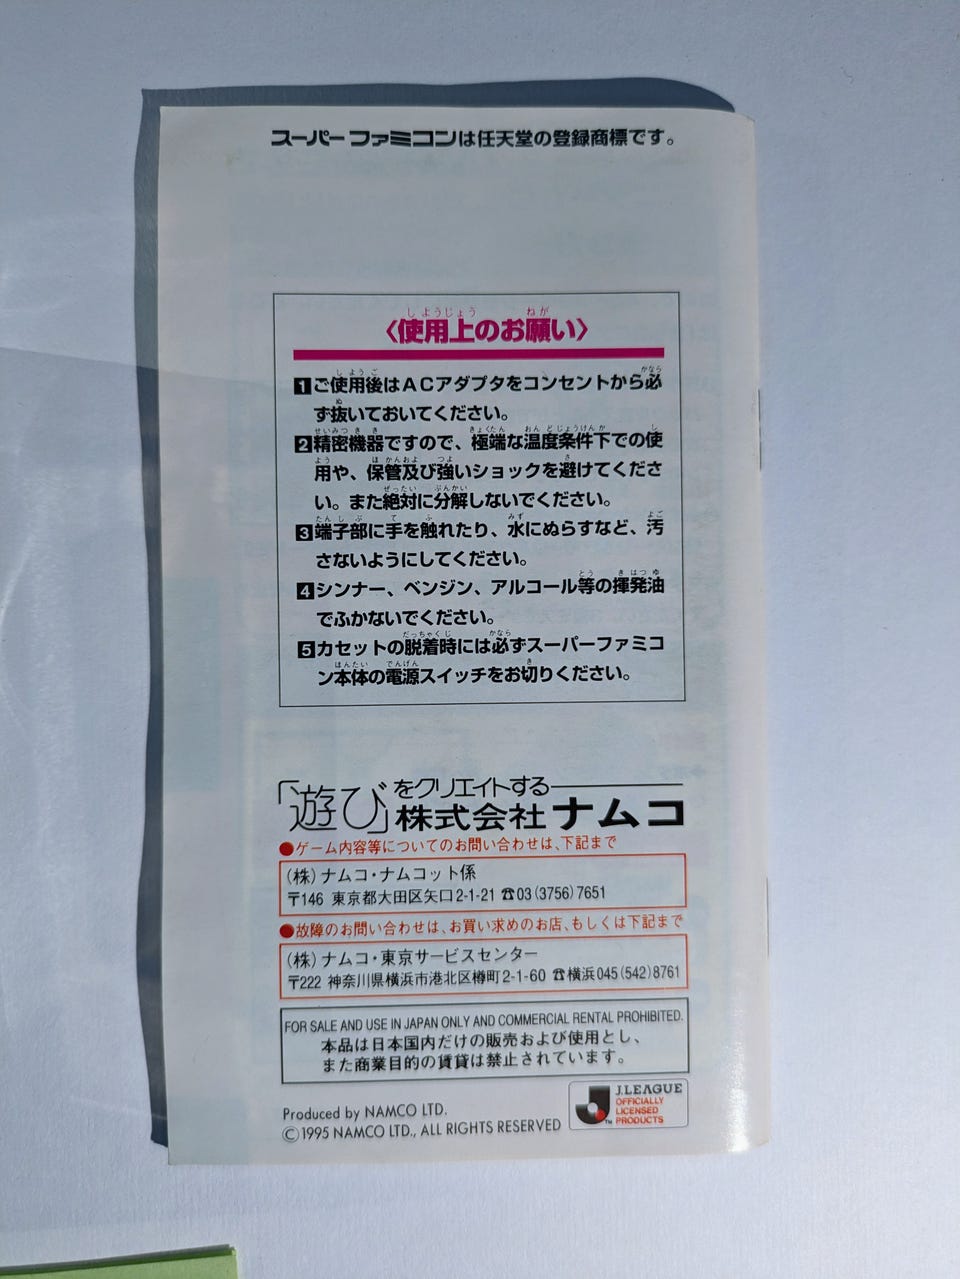 スーパーファミコンは任天堂の登録商標です。
〈使用上のお願い〉
1 ご使用後はACアダプタをコンセントから必
ず抜いておいてください。
2 精密機器ですので、極端な温度条件下での使
用や、保管及び強いショックを避けてくださ
い。また絶対に分解しないでください。
3 端子部に手を触れたり、水にぬらすなど、汚
さないようにしてください。
4 シンナー、ベンジン、アルコール等の揮発油
でふかないでください。
5 カセットの脱着時には必ずスーパーファミコ
ン本体の電源スイッチをお切りください。
「遊び」をクリエイトする
株式会社ナムコ
●ゲーム内容等についてのお問い合わせは、下記まで
(株)ナムコ・ナムコット係
〒146 東京都大田区矢口2-1-21 ☎03(3756)7651
●故障のお問い合わせは、お買い求めのお店、もしくは下記まで
(株)ナムコ・東京サービスセンター
〒222 神奈川県横浜市港北区樽町2-1-60 ☎横浜045(542)8761
FOR SALE AND USE IN JAPAN ONLY AND COMMERCIAL RENTAL PROHIBITED.
本品は日本国内だけの販売および使用とし、
また商業目的の賃貸は禁止されています。
Produced by NAMCO LTD.
©1995 NAMCO LTD., ALL RIGHTS RESERVED
J.LEAGUE
OFFICIALLY
LICENSED
PRODUCTS
TM